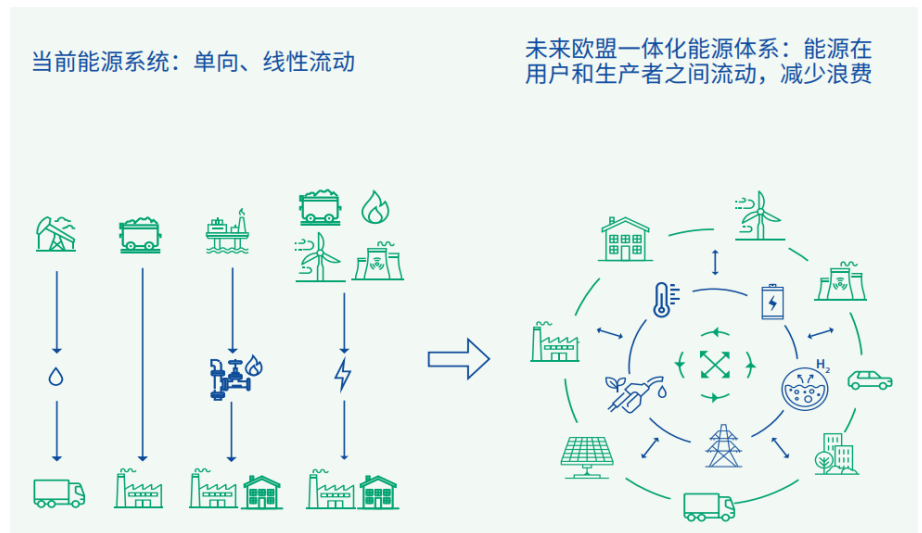 当前能源系统：单向、线性流动
未来欧盟一体化能源体系：能源在
用户和生产者之间流动，减少浪费
H₂